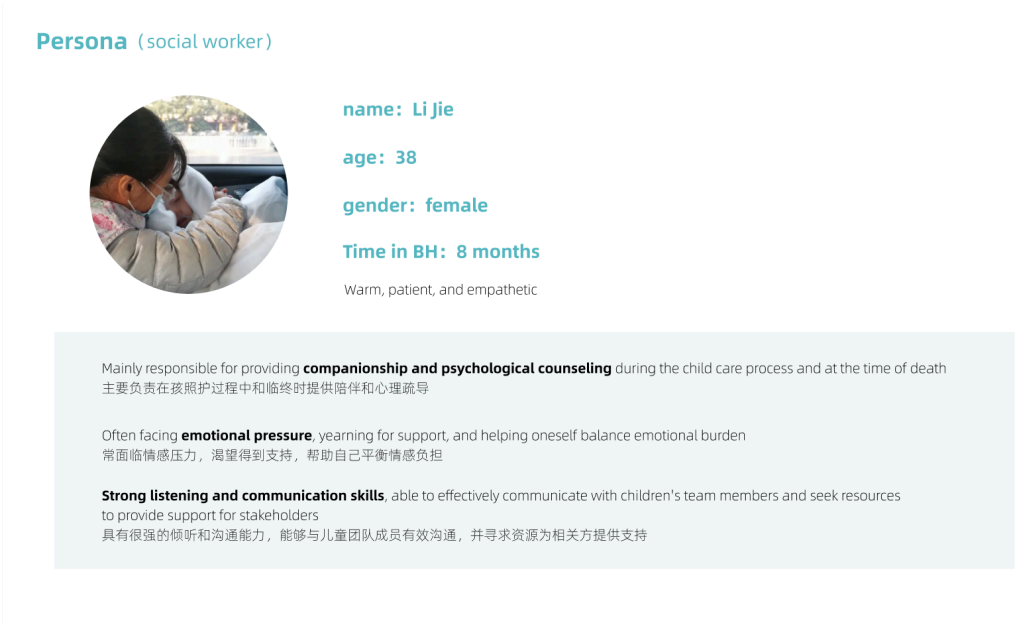 Persona（social worker）
name：Li Jie
age：38
gender：female
Time in BH：8 months
Warm, patient, and empathetic
Mainly responsible for providing companionship and psychological counseling during the child care process and at the time of death
主要负责在孩照护过程中和临终时提供陪伴和心理疏导
Often facing emotional pressure, yearning for support, and helping oneself balance emotional burden
常面临情感压力，渴望得到支持，帮助自己平衡情感负担
Strong listening and communication skills, able to effectively communicate with children's team members and seek resources
to provide support for stakeholders
具有很强的倾听和沟通能力，能够与儿童团队成员有效沟通，并寻求资源为相关方提供支持